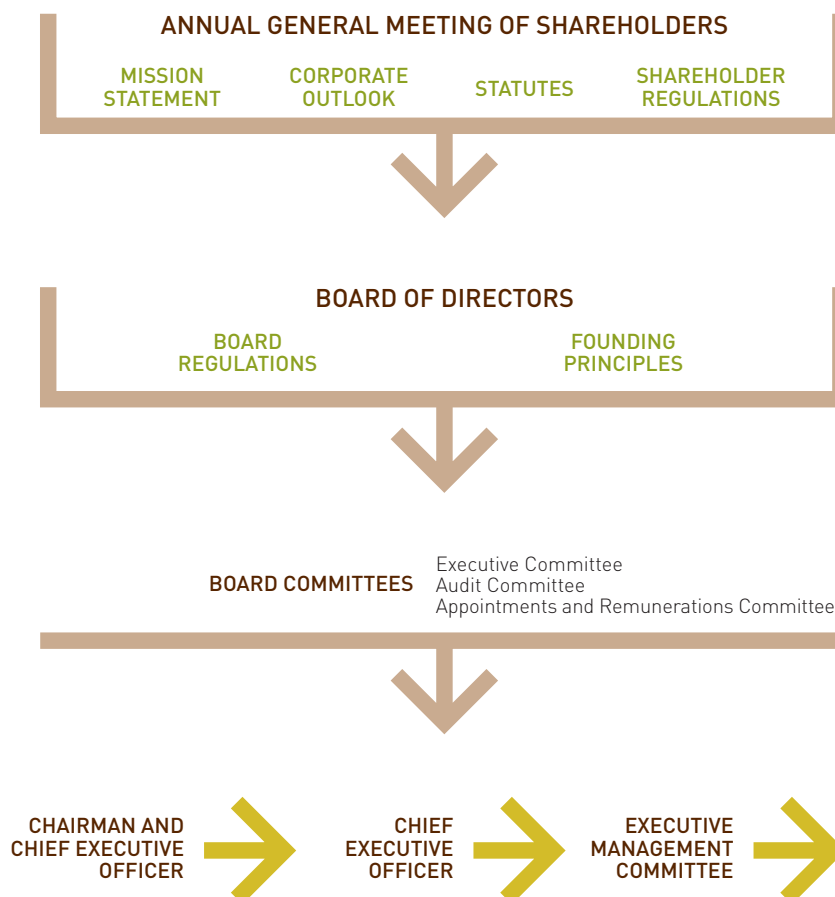 ANNUAL GENERAL MEETING OF SHAREHOLDERS
MISSION
STATEMENT
CORPORATE
OUTLOOK
STATUTES
SHAREHOLDER
REGULATIONS
BOARD OF DIRECTORS
BOARD
REGULATIONS
FOUNDING
PRINCIPLES
BOARD COMMITTEES
Executive Committee
Audit Committee
Appointments and Remunerations Committee
CHAIRMAN AND
CHIEF EXECUTIVE
OFFICER
CHIEF
EXECUTIVE
OFFICER
EXECUTIVE
MANAGEMENT
COMMITTEE